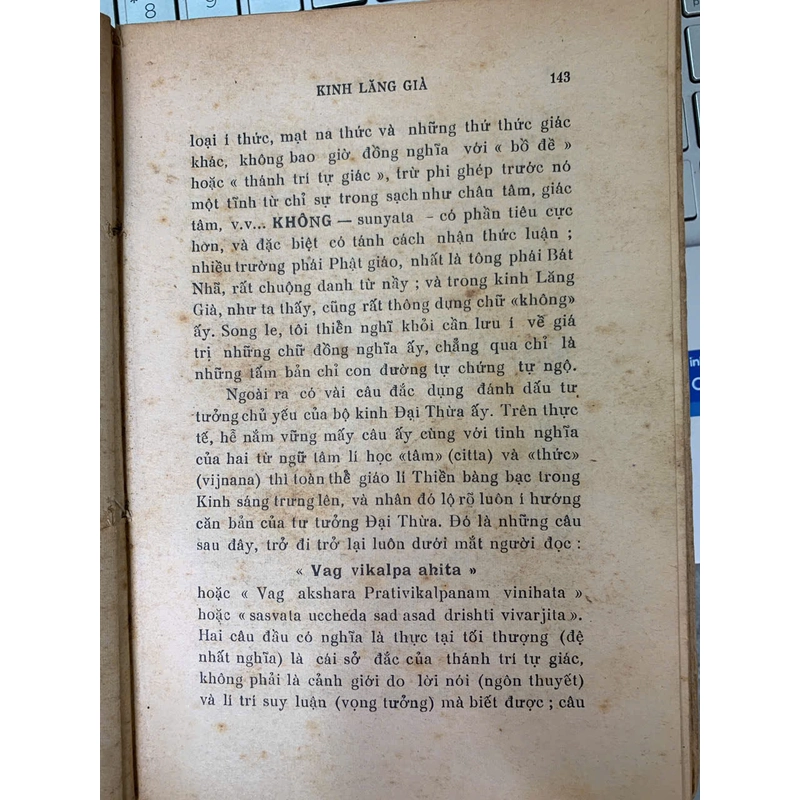 KINH LĂNG GIÀ 143
loại í thức, mạt na thức và những thứ thức giác
khác, không bao giờ đồng nghĩa với « bồ đề »
hoặc « thánh trí tự giác », trừ phi ghép trước nó
một tĩnh từ chỉ sự trong sạch như chân tâm, giác
tâm, v.v... KHÔNG — sunyata – có phần tiêu cực
hơn, và đặc biệt có tánh cách nhận thức luận ;
nhiều trường phái Phật giáo, nhất là tông phái Bát
Nhã, rất chuộng danh từ nầy ; và trong kinh Lăng
Già, như ta thấy, cũng rất thông dụng chữ «không»
ấy. Song le, tôi thiển nghĩ khỏi cần lưu í về giá
trị những chữ đồng nghĩa ấy, chẳng qua chỉ là
những tấm bản chỉ con đường tự chứng tự ngộ.
Ngoài ra có vài câu đắc dụng đánh dấu tư
tưởng chủ yếu của bộ kinh Đại Thừa ấy. Trên thực
tế, hễ nắm vững mấy câu ấy cùng với tinh nghĩa
của hai từ ngữ tâm lí học «tâm» (citta) và «thức»
(vijnana) thì toàn thể giáo lí Thiền bàng bạc trong
Kinh sáng trưng lên, và nhân đó lộ rõ luôn í hướng
căn bản của tư tưởng Đại Thừa. Đó là những câu
sau đây, trở đi trở lại luôn dưới mắt người đọc :
« Vag vikalpa ahita »
hoặc « Vag akshara Prativikalpanam vinihata »
hoặc « sasvata uccheda sad asad drishti vivarjita ».
Hai câu đầu có nghĩa là thực tại tối thượng (đệ
nhất nghĩa) là cái sở đắc của thánh trí tự giác,
không phải là cảnh giới do lời nói (ngôn thuyết)
và lí trí suy luận (vọng tưởng) mà biết được ; câu